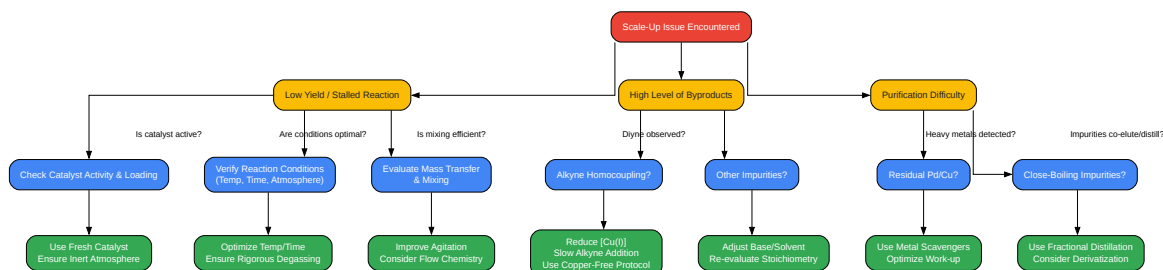 Scale-Up Issue Encountered
Low Yield / Stalled Reaction
High Level of Byproducts
Purification Difficulty
Is catalyst active?
Are conditions optimal?
Is mixing efficient?
Diyne observed?
Heavy metals detected?
Impurities co-elute/distill?
Check Catalyst Activity & Loading
Verify Reaction Conditions
(Temp, Time, Atmosphere)
Evaluate Mass Transfer
& Mixing
Alkyne Homocoupling?
Other Impurities?
Residual Pd/Cu?
Close-Boiling Impurities?
Use Fresh Catalyst
Ensure Inert Atmosphere
Optimize Temp/Time
Ensure Rigorous Degassing
Improve Agitation
Consider Flow Chemistry
Reduce [Cu(I)]
Slow Alkyne Addition
Use Copper-Free Protocol
Adjust Base/Solvent
Re-evaluate Stoichiometry
Use Metal Scavengers
Optimize Work-up
Use Fractional Distillation
Consider Derivatization